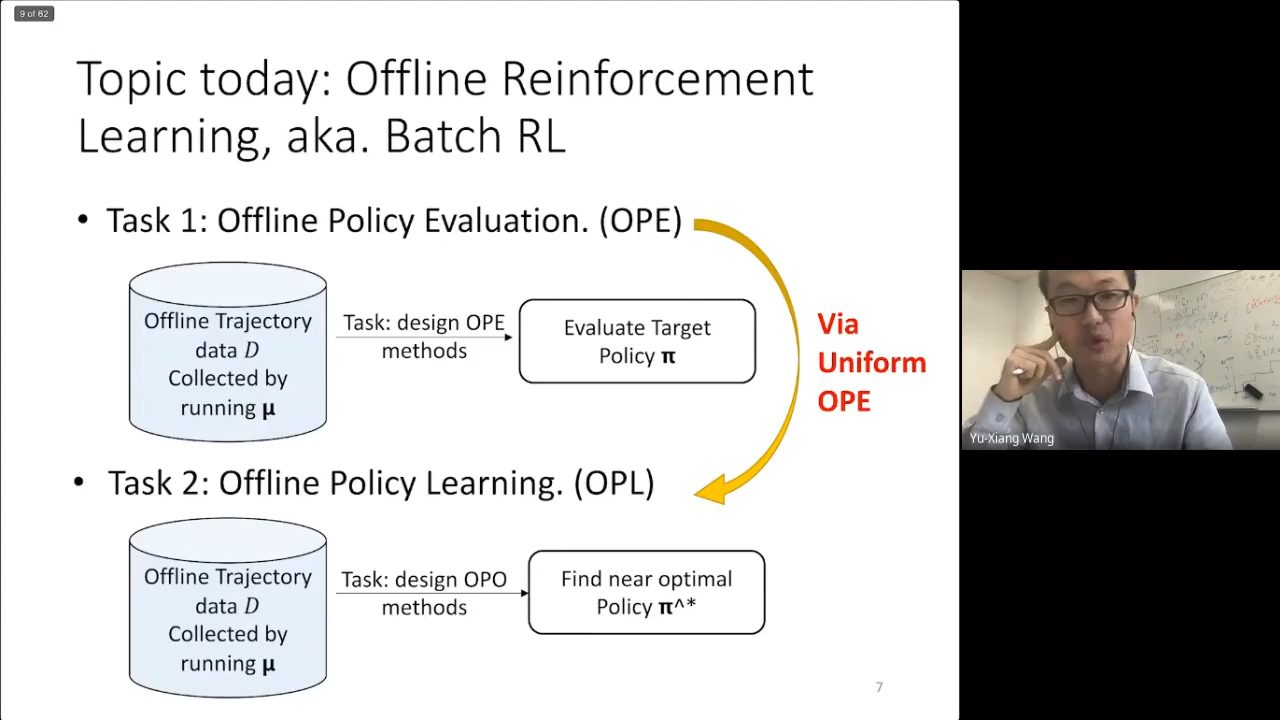 9 of 62
Topic today: Offline Reinforcement
Learning, aka. Batch RL
• Task 1: Offline Policy Evaluation. (OPE)
Offline Trajectory
data D
Collected by
running μ
Task: design OPE
methods
Evaluate Target
Policy π
Via
Uniform
OPE
• Task 2: Offline Policy Learning. (OPL)
Offline Trajectory
data D
Collected by
running μ
Task: design OPO
methods
Find near optimal
Policy π^*
7
Yu-Xiang Wang